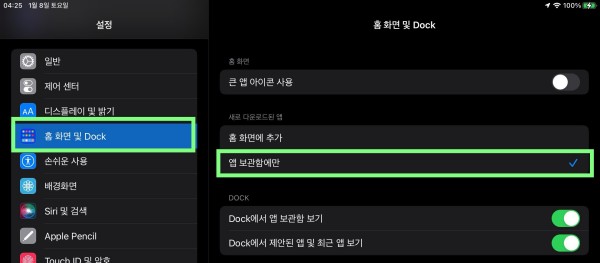 04:25 1월 8일 토요일
100%
설정
일반
제어 센터
AA 디스플레이 및 밝기
홈 화면 및 Dock
손쉬운 사용
배경화면
Siri 및 검색
Apple Pencil
Touch ID 및 암호
홈 화면 및 Dock
홈 화면
큰 앱 아이콘 사용
새로 다운로드된 앱
홈 화면에 추가
앱 보관함에만
DOCK
Dock에서 앱 보관함 보기
Dock에서 제안된 앱 및 최근 앱 보기